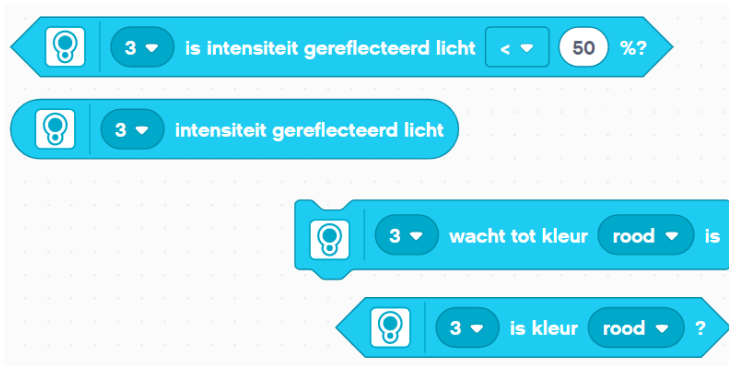 3 is intensiteit gereflecteerd licht < 50 %?
3 intensiteit gereflecteerd licht
3 wacht tot kleur rood is
3 is kleur rood ?